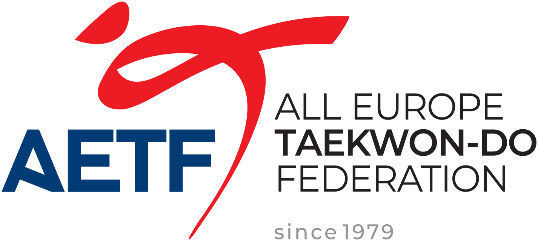 AETF
ALL EUROPE
TAEKWON-DO
FEDERATION
since 1979